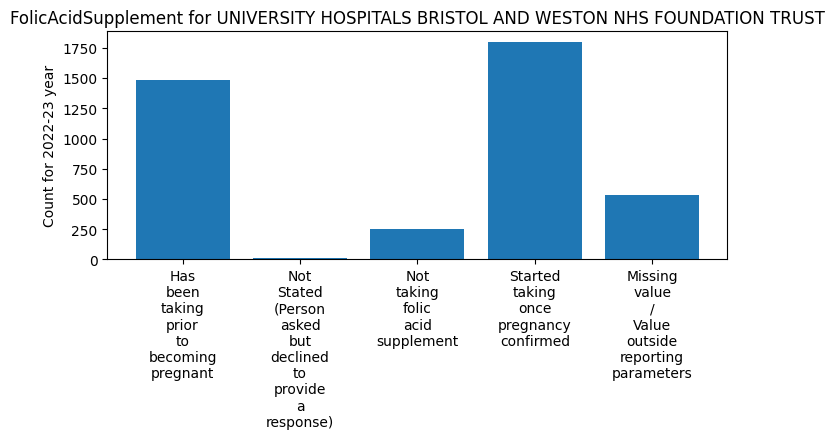 FolicAcidSupplement for UNIVERSITY HOSPITALS BRISTOL AND WESTON NHS FOUNDATION TRUST
Count for 2022-23 year
1750
1500
1250
1000
750
500
250
0
Has
been
taking
prior
to
becoming
pregnant
Not
Stated
(Person
asked
but
declined
to
provide
a
response)
Not
taking
folic
acid
supplement
Started
taking
once
pregnancy
confirmed
Missing
value
/
Value
outside
reporting
parameters